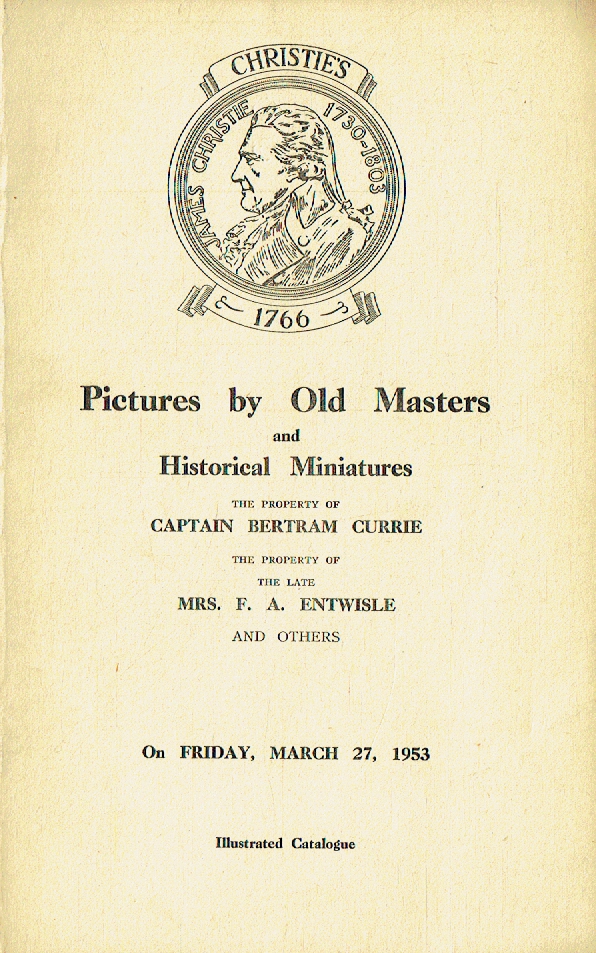 CHRISTIE'S
JAMES CHRISTIE 1730-1803
1766
Pictures by Old Masters
and
Historical Miniatures
THE PROPERTY OF
CAPTAIN BERTRAM CURRIE
THE PROPERTY OF
THE LATE
MRS. F. A. ENTWISLE
AND OTHERS
On FRIDAY, MARCH 27, 1953
Illustrated Catalogue